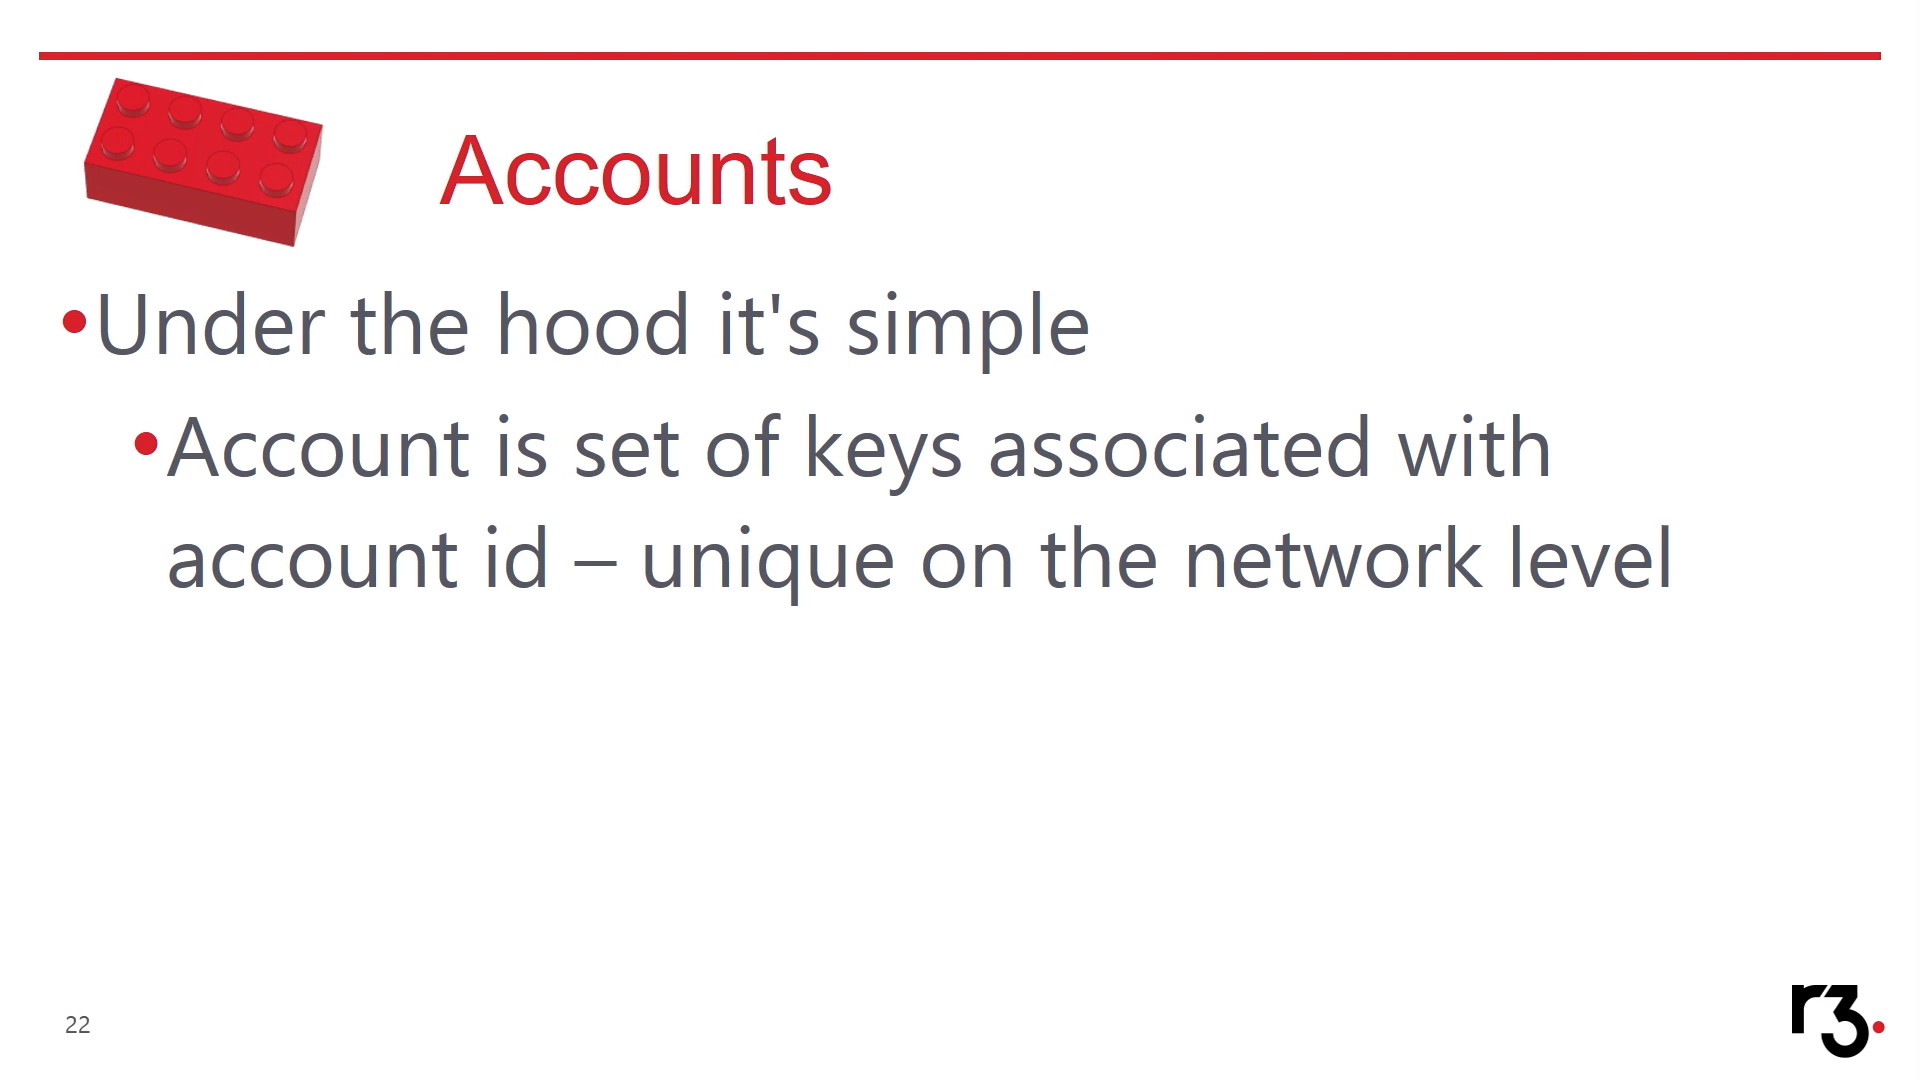 Accounts
•Under the hood it's simple
•Account is set of keys associated with
account id – unique on the network level
22
r3.